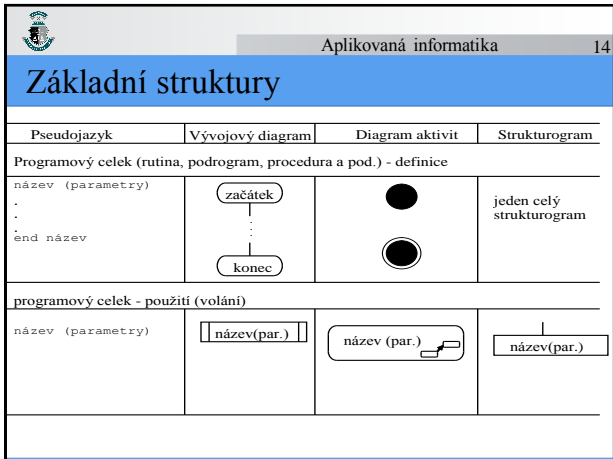 Aplikovaná informatika 14
Základní struktury
Pseudojazyk Vývojový diagram Diagram aktivit Strukturogram
Programový celek (rutina, podrogram, procedura a pod.) - definice
název (parametry)
.
.
.
end název
začátek
konec
jeden celý
strukturogram
programový celek - použití (volání)
název (parametry)
název(par.)
název (par.)
název(par.)